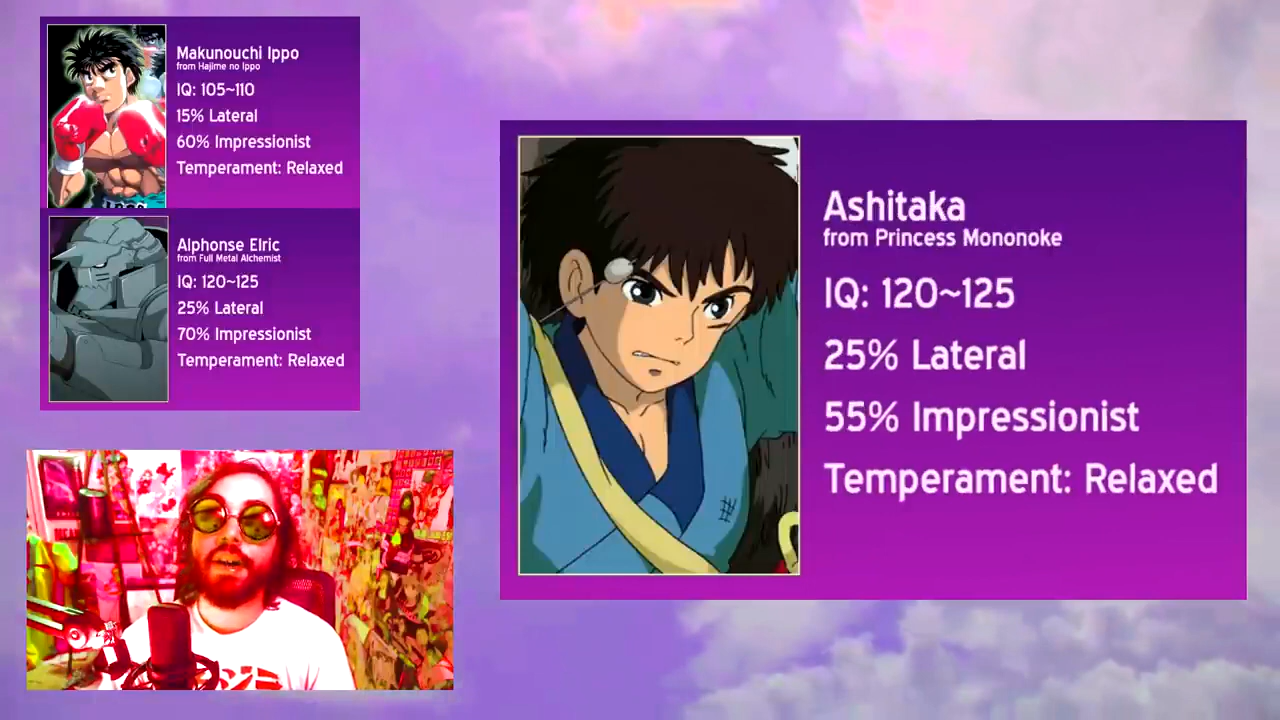 Makunouchi Ippo
from Hajime no Ippo
IQ: 105~110
15% Lateral
60% Impressionist
Temperament: Relaxed
Alphonse Elric
from Full Metal Alchemist
IQ: 120~125
25% Lateral
70% Impressionist
Temperament: Relaxed
Ashitaka
from Princess Mononoke
IQ: 120~125
25% Lateral
55% Impressionist
Temperament: Relaxed